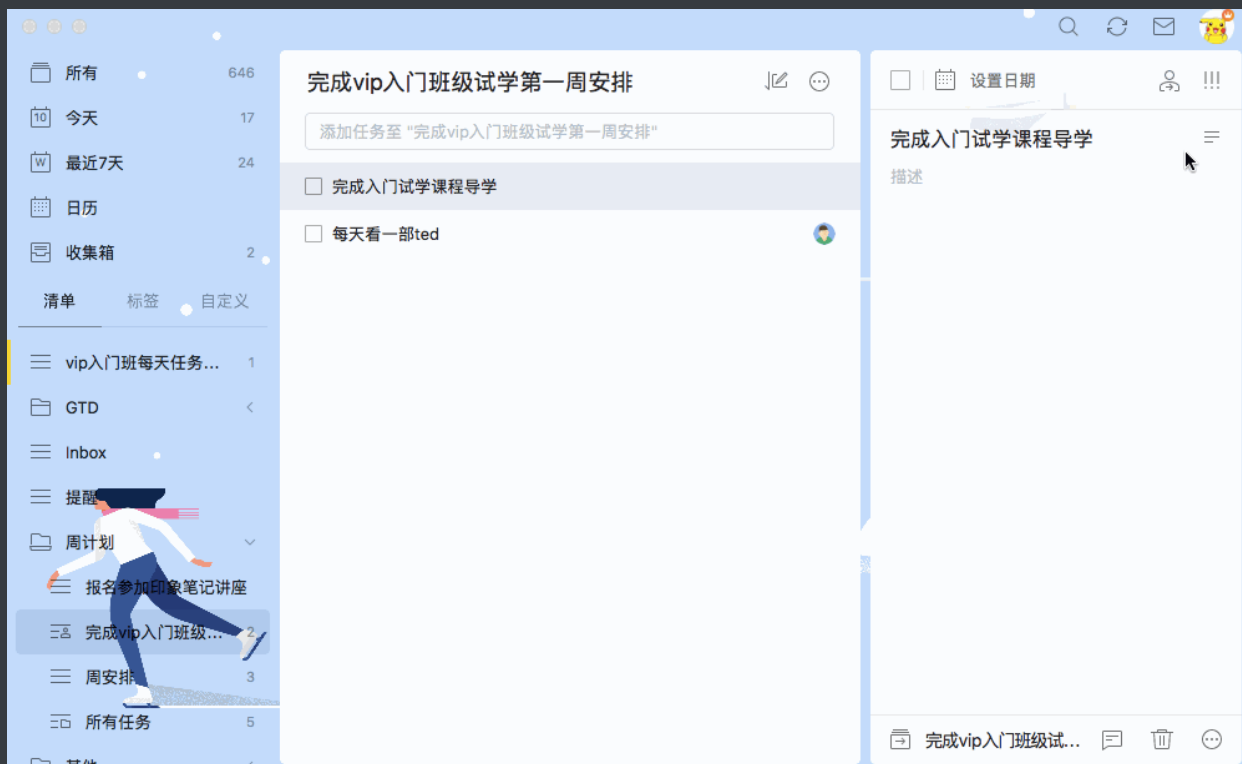 所有 646
10 今天 17
W 最近7天 24
日历
收集箱 2
清单 标签 自定义
vip入门班每天任务... 1
GTD
Inbox
提醒
周计划
报名参加印象笔记讲座
完成vip入门班级... 2
周安排 3
所有任务 5
其他
完成vip入门班级试学第一周安排
添加任务至 "完成vip入门班级试学第一周安排"
完成入门试学课程导学
每天看一部ted
设置日期 !!!
完成入门试学课程导学
描述
完成vip入门班级试...